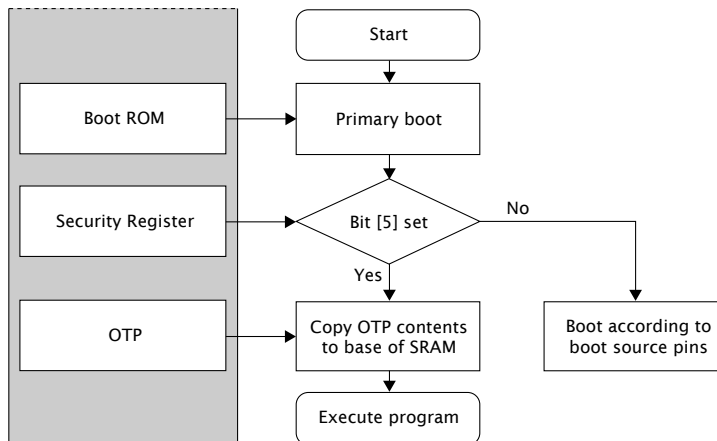 Start
Boot ROM
Primary boot
Security Register
Bit [5] set
No
Yes
OTP
Copy OTP contents
to base of SRAM
Boot according to
boot source pins
Execute program